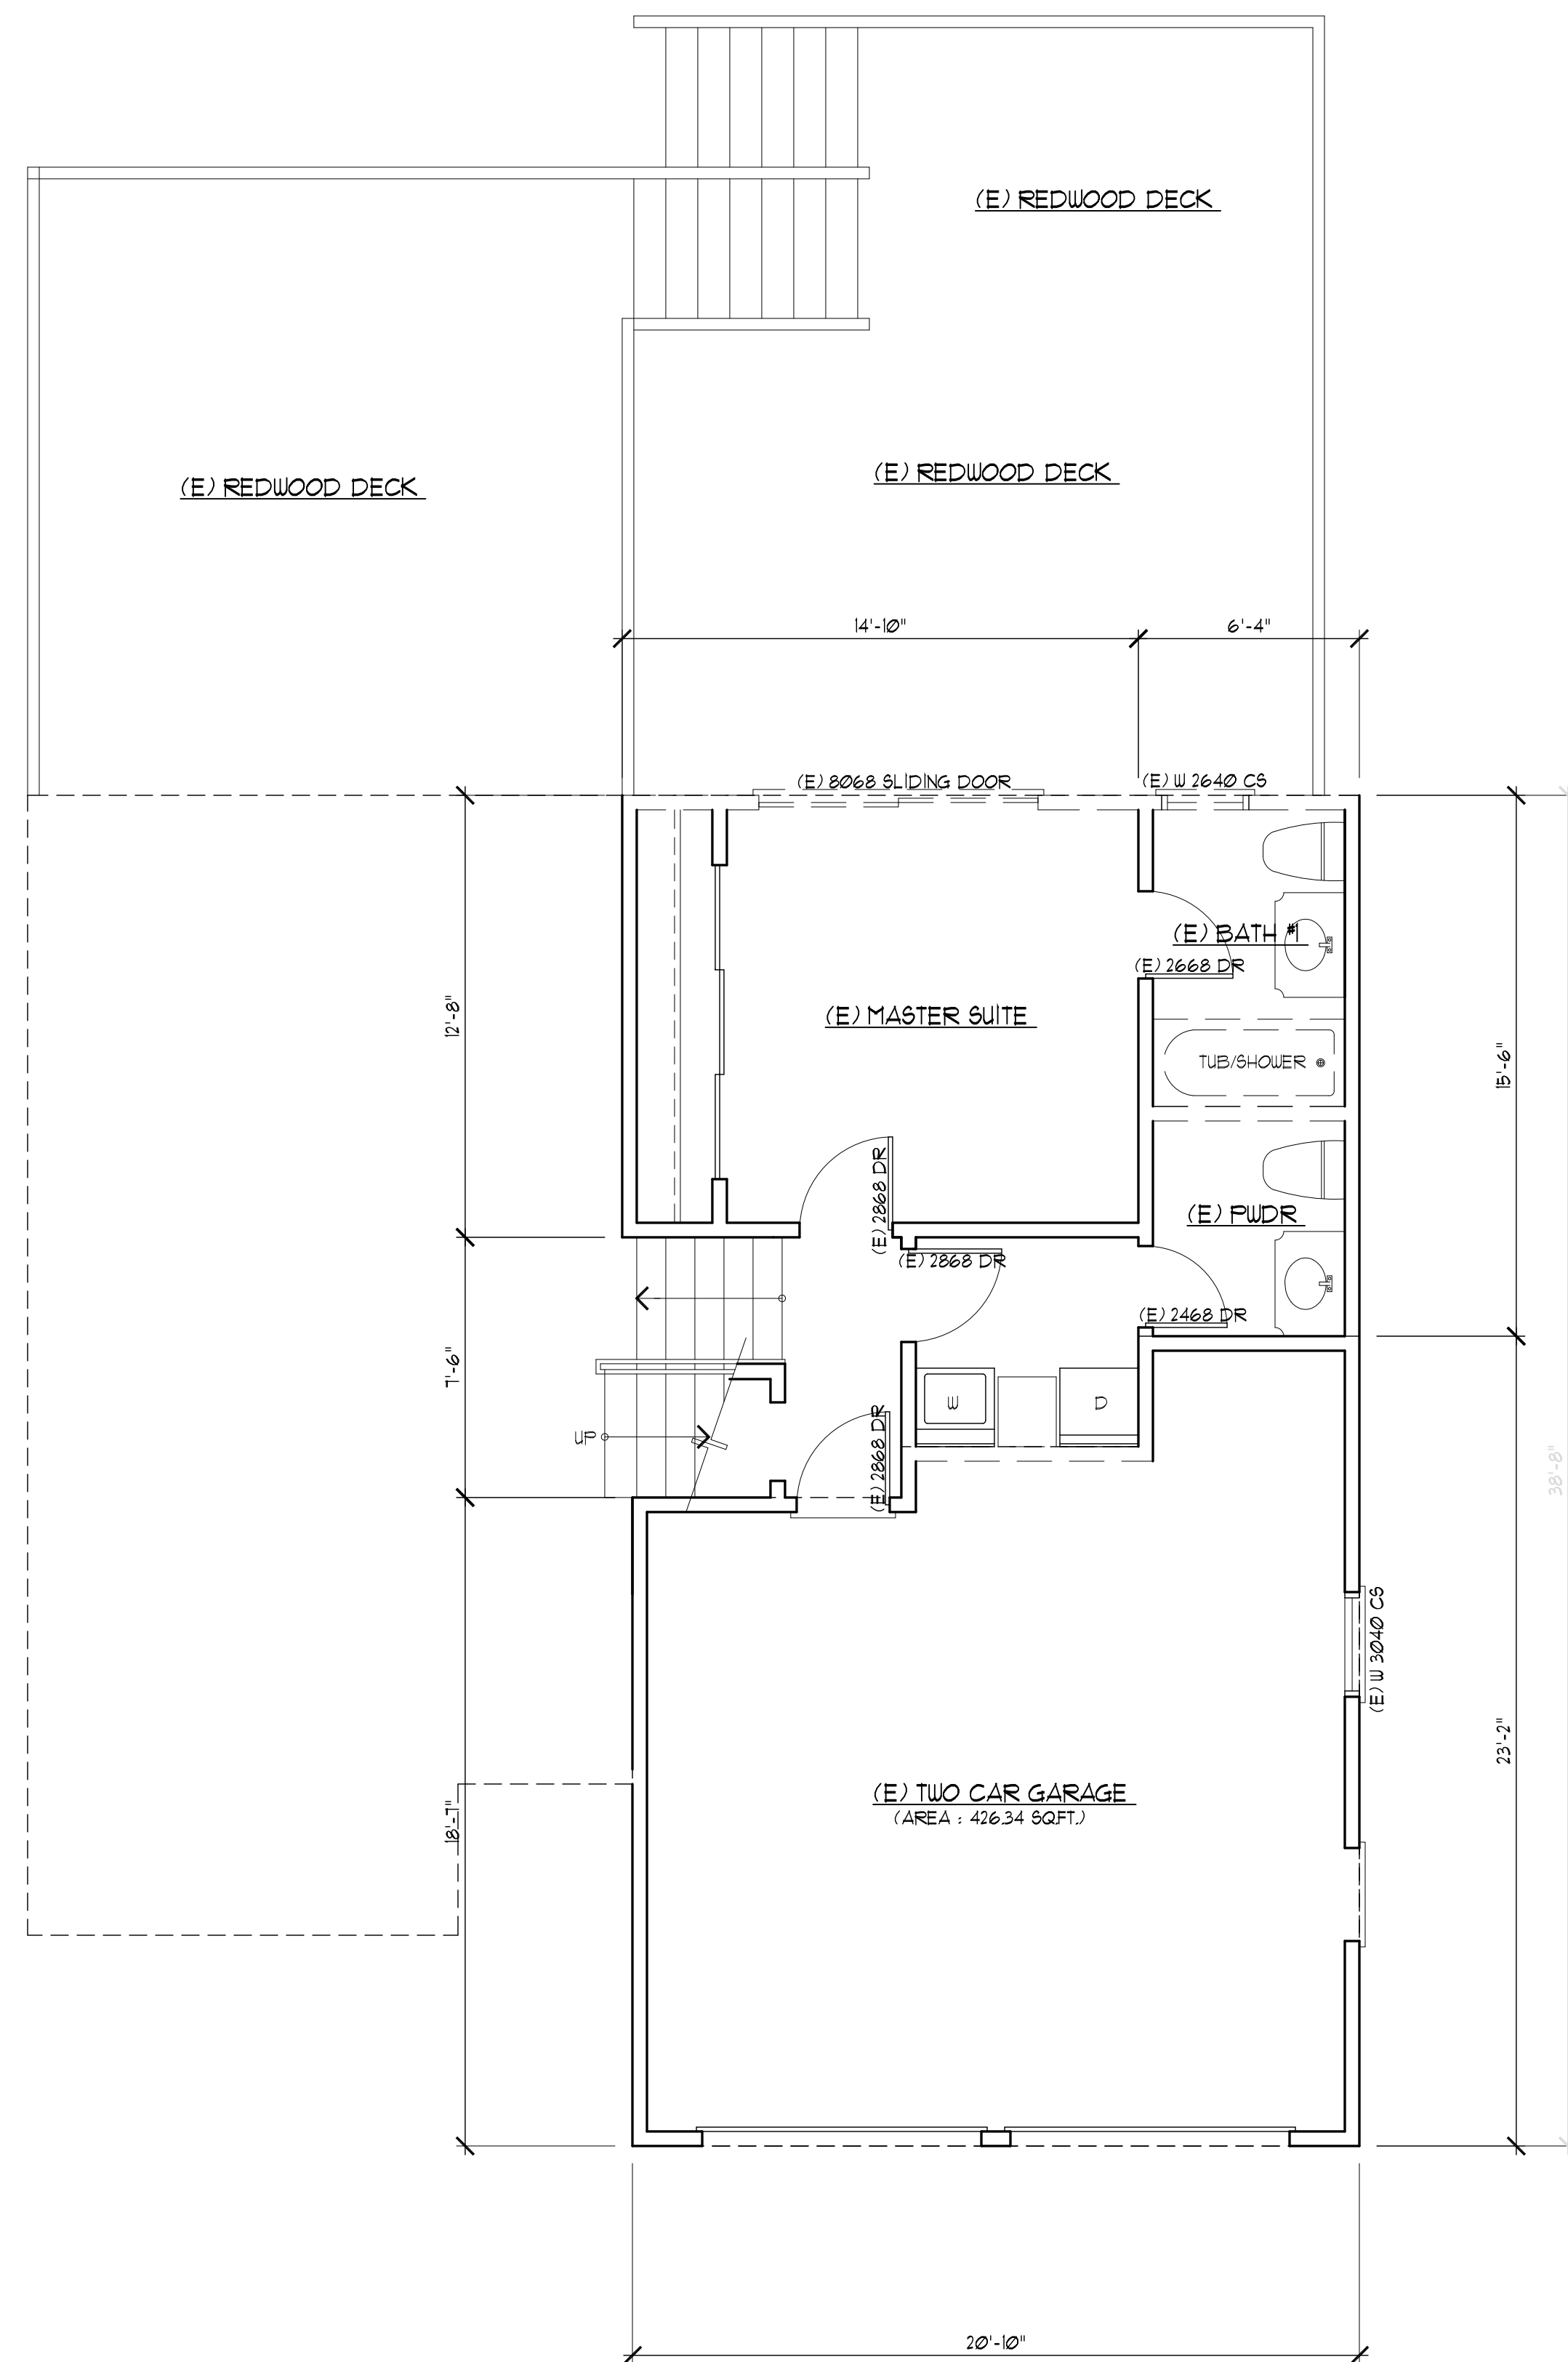 (E) REDWOOD DECK
(E) REDWOOD DECK
(E) REDWOOD DECK
14'-10"
6'-4"
(E) 8068 SLIDING DOOR
(E) W 2640 CS
(E) BATH #1
(E) 2668 DR
12'-8"
(E) MASTER SUITE
TUB/SHOWER
15'-6"
(E) 2868 DR
(E) PWDR
(E) 2868 DR
(E) 2468 DR
7'-6"
W
D
UP
(E) 2868 DR
38'-8"
(E) W 3040 CS
23'-2"
(E) TWO CAR GARAGE
(AREA : 426.34 SQ.FT.)
18'-7"
20'-10"